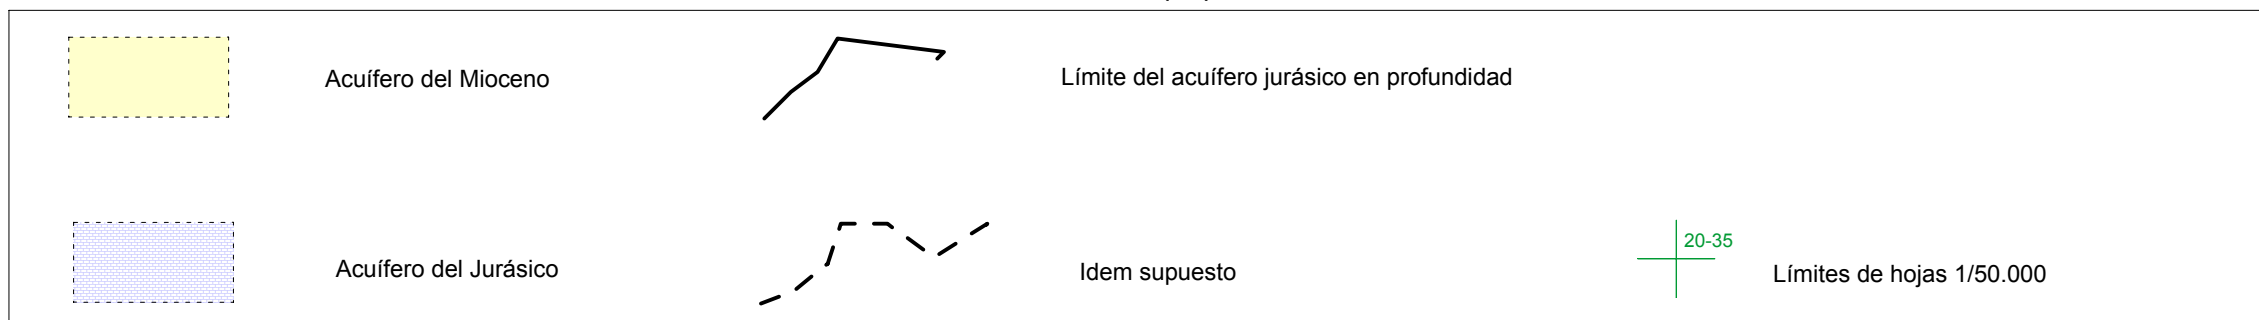 Acuífero del Mioceno
Límite del acuífero jurásico en profundidad
Acuífero del Jurásico
Idem supuesto
20-35
Límites de hojas 1/50.000